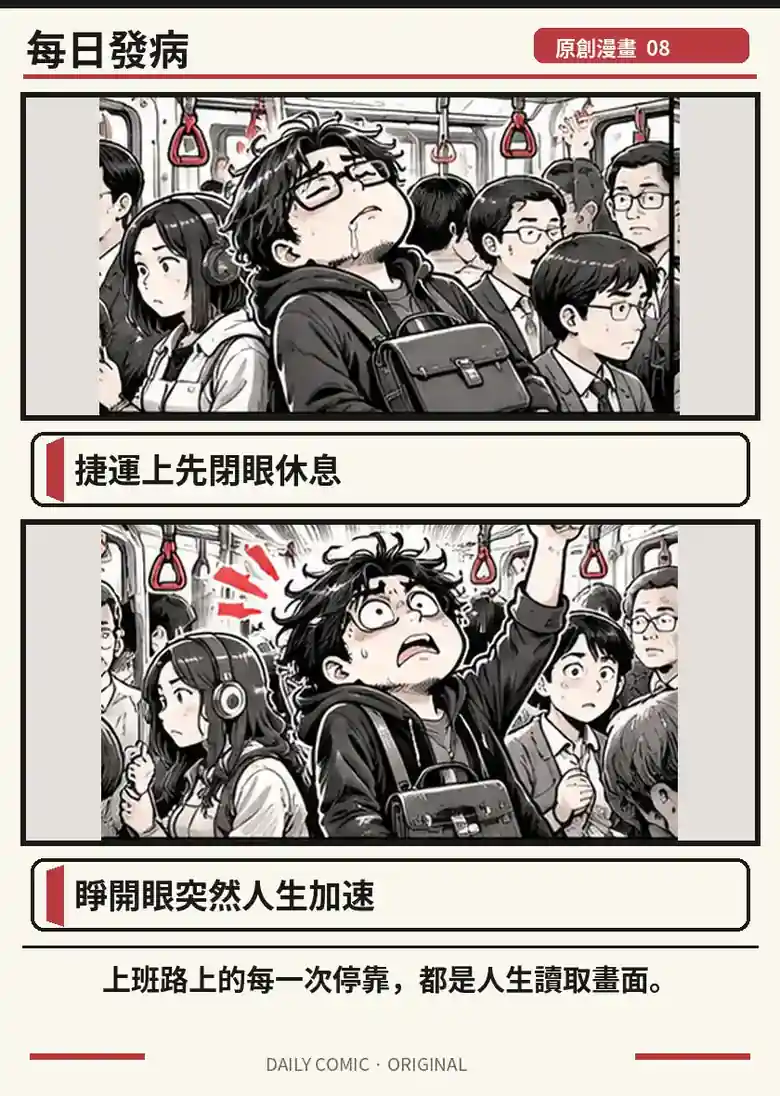 每日發病
原創漫畫 08
捷運上先閉眼休息
睜開眼突然人生加速
上班路上的每一次停靠，都是人生讀取畫面。
DAILY COMIC · ORIGINAL